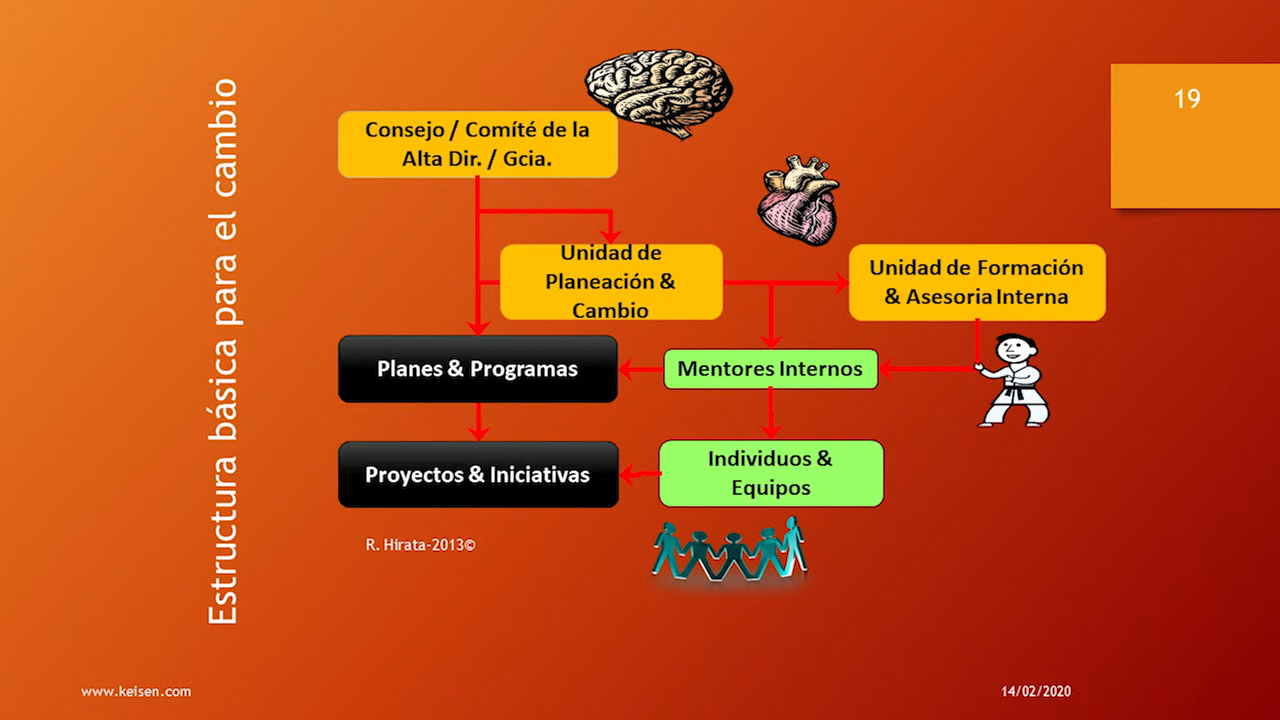 Estructura básica para el cambio
19
Consejo / Comíté de la
Alta Dir. / Gcia.
Unidad de
Planeación &
Cambio
Unidad de Formación
& Asesoria Interna
Planes & Programas
Mentores Internos
Proyectos & Iniciativas
Individuos &
Equipos
R. Hirata-2013©
www.keisen.com
14/02/2020